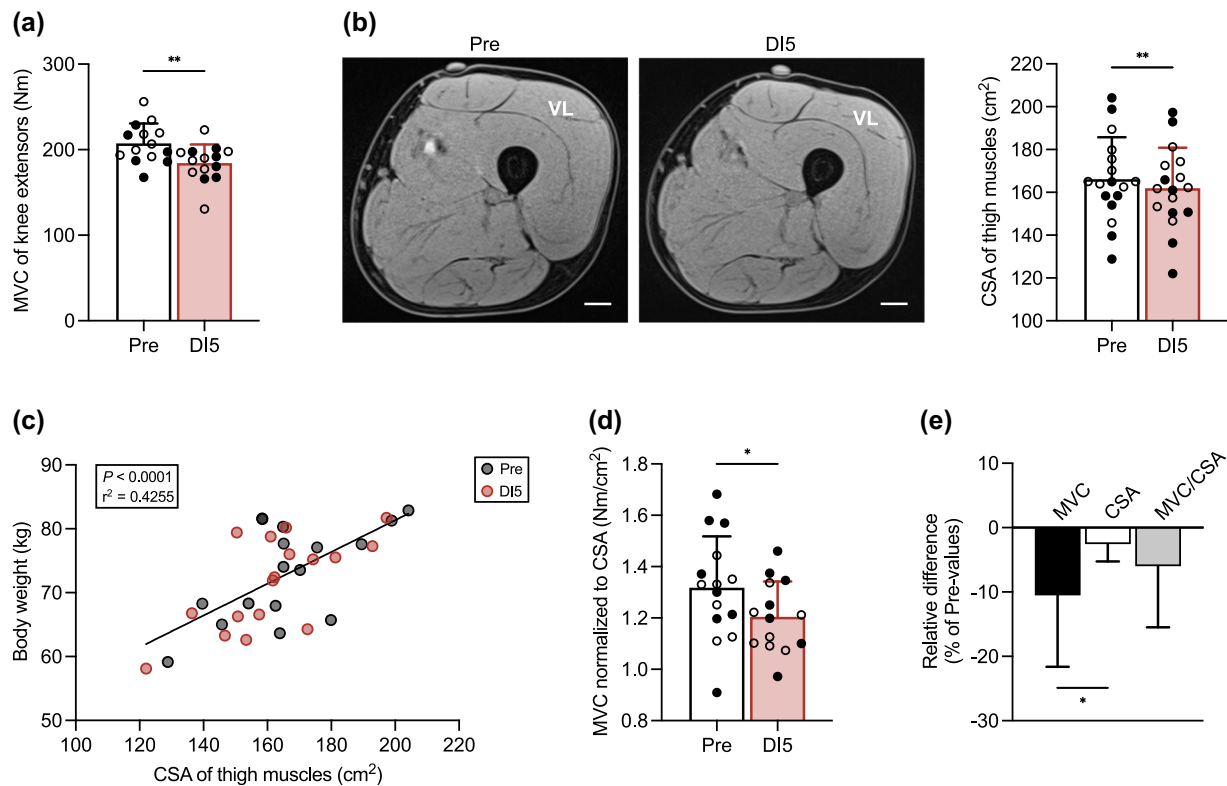 (a)
MVC of knee extensors (Nm)
300
200
100
0
**
Pre
DI5
(b)
Pre
DI5
VL
VL
CSA of thigh muscles (cm²)
220
200
180
160
140
120
100
**
Pre
DI5
(c)
Body weight (kg)
90
80
70
60
50
P < 0.0001
r² = 0.4255
Pre
DI5
100
120
140
160
180
200
220
CSA of thigh muscles (cm²)
(d)
MVC normalized to CSA (Nm/cm²)
1.8
1.6
1.4
1.2
1.0
0.8
*
Pre
DI5
(e)
Relative difference
(% of Pre-values)
MVC
CSA
MVC/CSA
0
-10
-20
-30
*